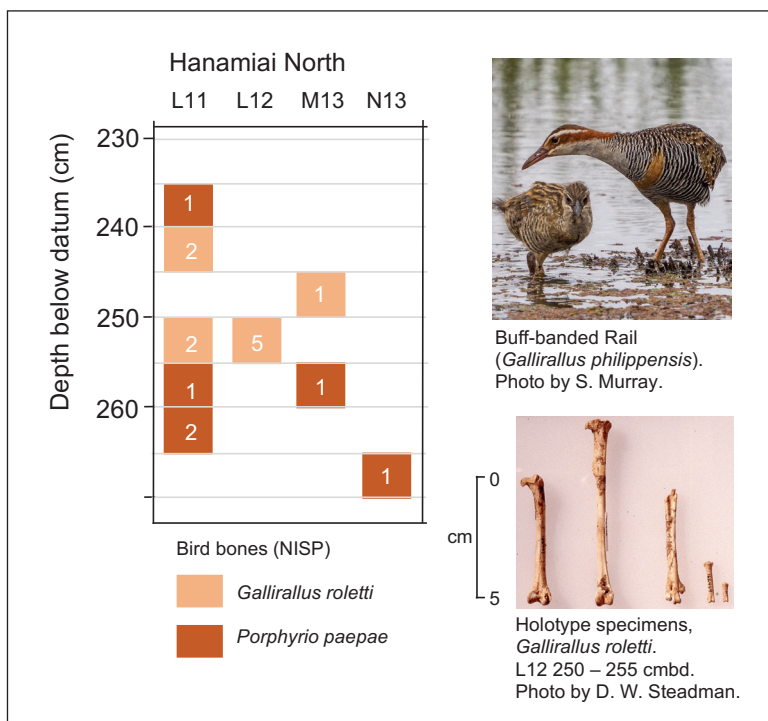 Hanamiai North
L11 L12 M13 N13
Depth below datum (cm)
230
240
250
260
1
2
1
2 5
1 1
2
1
Bird bones (NISP)
Gallirallus roletti
Porphyrio paepae
Buff-banded Rail
(Gallirallus philippensis).
Photo by S. Murray.
0
cm
5
Holotype specimens,
Gallirallus roletti.
L12 250 – 255 cmbd.
Photo by D. W. Steadman.